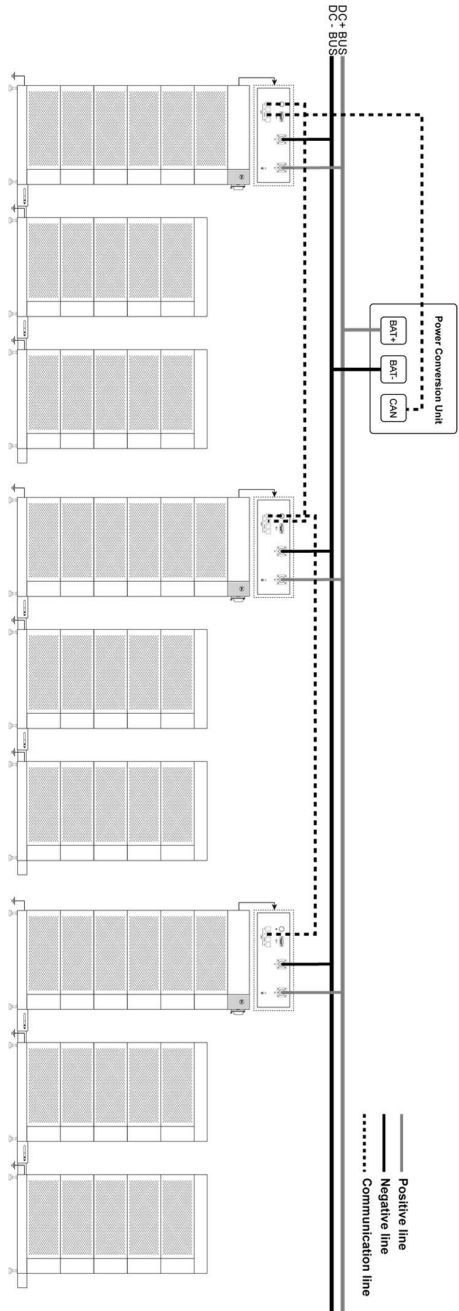 DC+ BUS
DC - BUS
Power Conversion Unit
BAT+
BAT-
CAN
Positive line
Negative line
Communication line